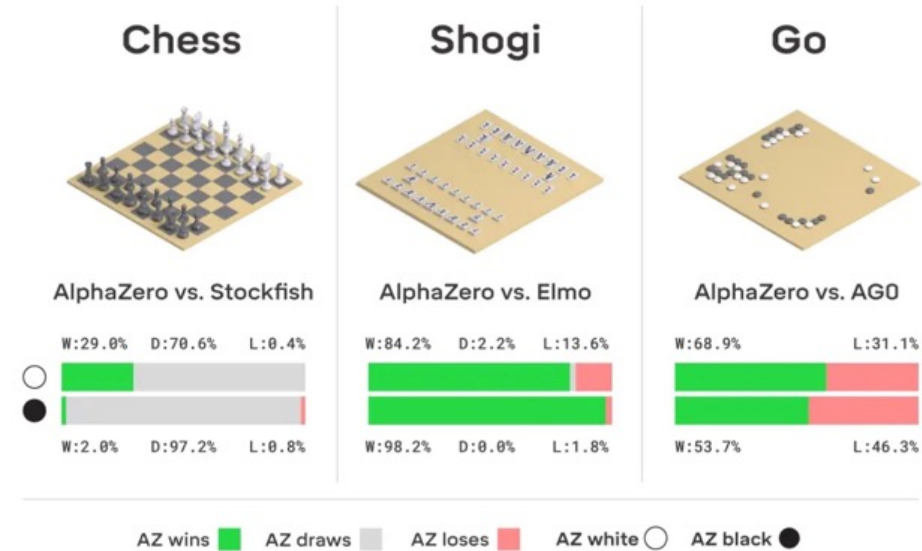 Chess
Shogi
Go
AlphaZero vs. Stockfish
AlphaZero vs. Elmo
AlphaZero vs. AG0
W:29.0% D:70.6% L:0.4%
W:84.2% D:2.2% L:13.6%
W:68.9% L:31.1%
W:2.0% D:97.2% L:0.8%
W:98.2% D:0.0% L:1.8%
W:53.7% L:46.3%
AZ wins AZ draws AZ loses AZ white AZ black